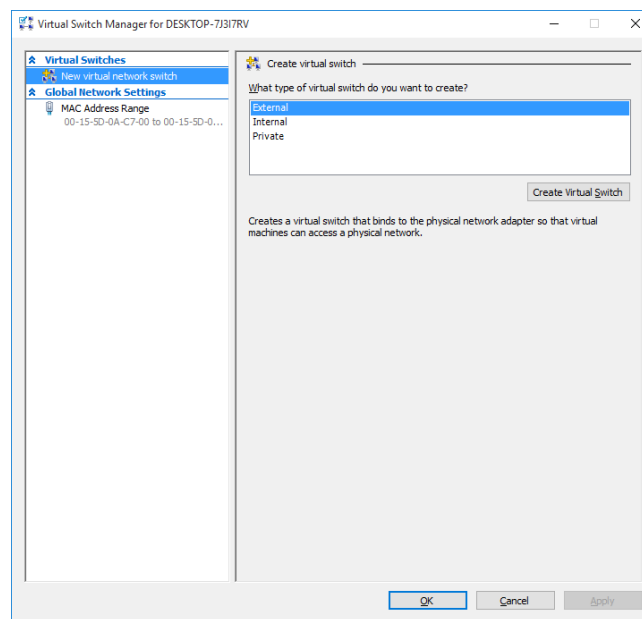 Virtual Switch Manager for DESKTOP-7J3I7RV
Virtual Switches
New virtual network switch
Global Network Settings
MAC Address Range
00-15-5D-0A-C7-00 to 00-15-5D-0...
Create virtual switch
What type of virtual switch do you want to create?
External
Internal
Private
Create Virtual Switch
Creates a virtual switch that binds to the physical network adapter so that virtual
machines can access a physical network.
OK
Cancel
Apply